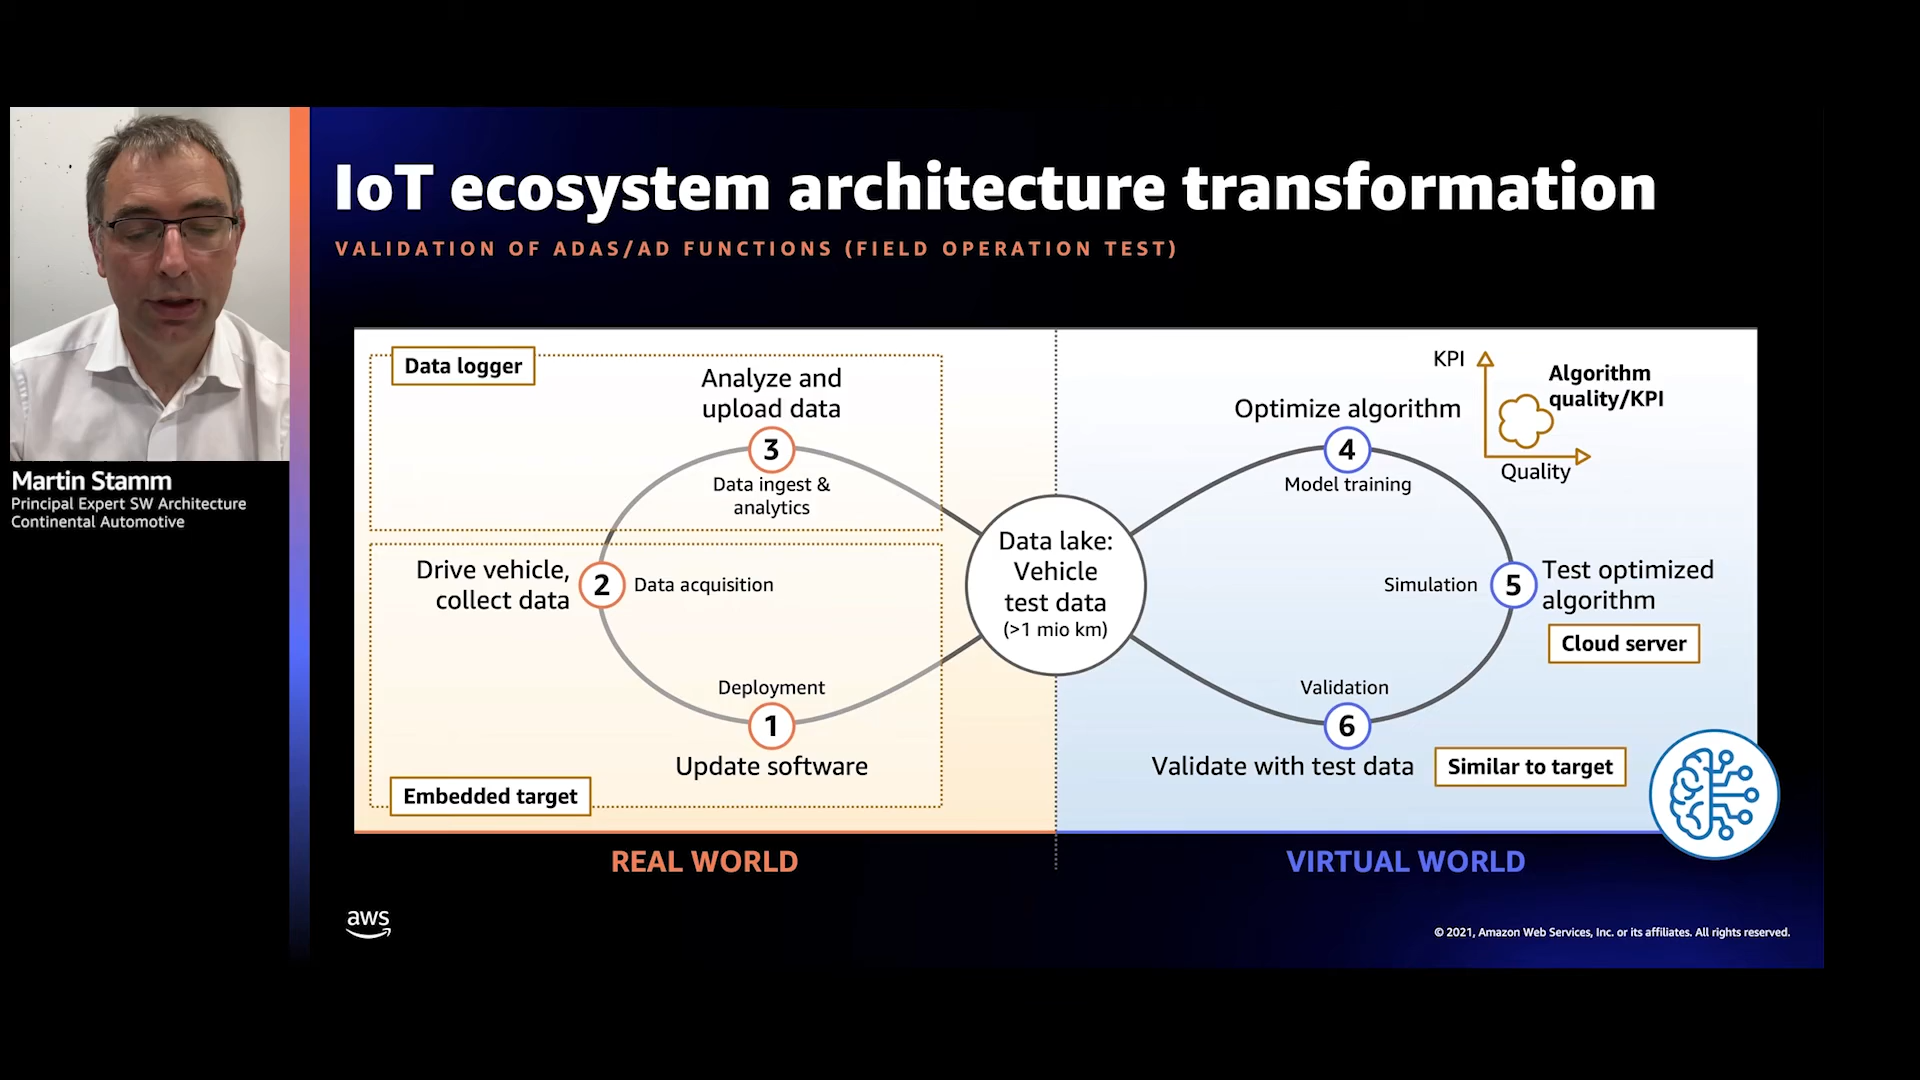 IoT ecosystem architecture transformation
VALIDATION OF ADAS/AD FUNCTIONS (FIELD OPERATION TEST)
Martin Stamm
Principal Expert SW Architecture
Continental Automotive
Data logger
Analyze and
upload data
3
Data ingest &
analytics
Drive vehicle,
collect data
2
Data acquisition
Deployment
1
Update software
Embedded target
Data lake:
Vehicle
test data
(>1 mio km)
KPI
Algorithm
quality/KPI
Quality
Optimize algorithm
4
Model training
Simulation
5
Test optimized
algorithm
Cloud server
Validation
6
Validate with test data
Similar to target
REAL WORLD
VIRTUAL WORLD
aws
© 2021, Amazon Web Services, Inc. or its affiliates. All rights reserved.